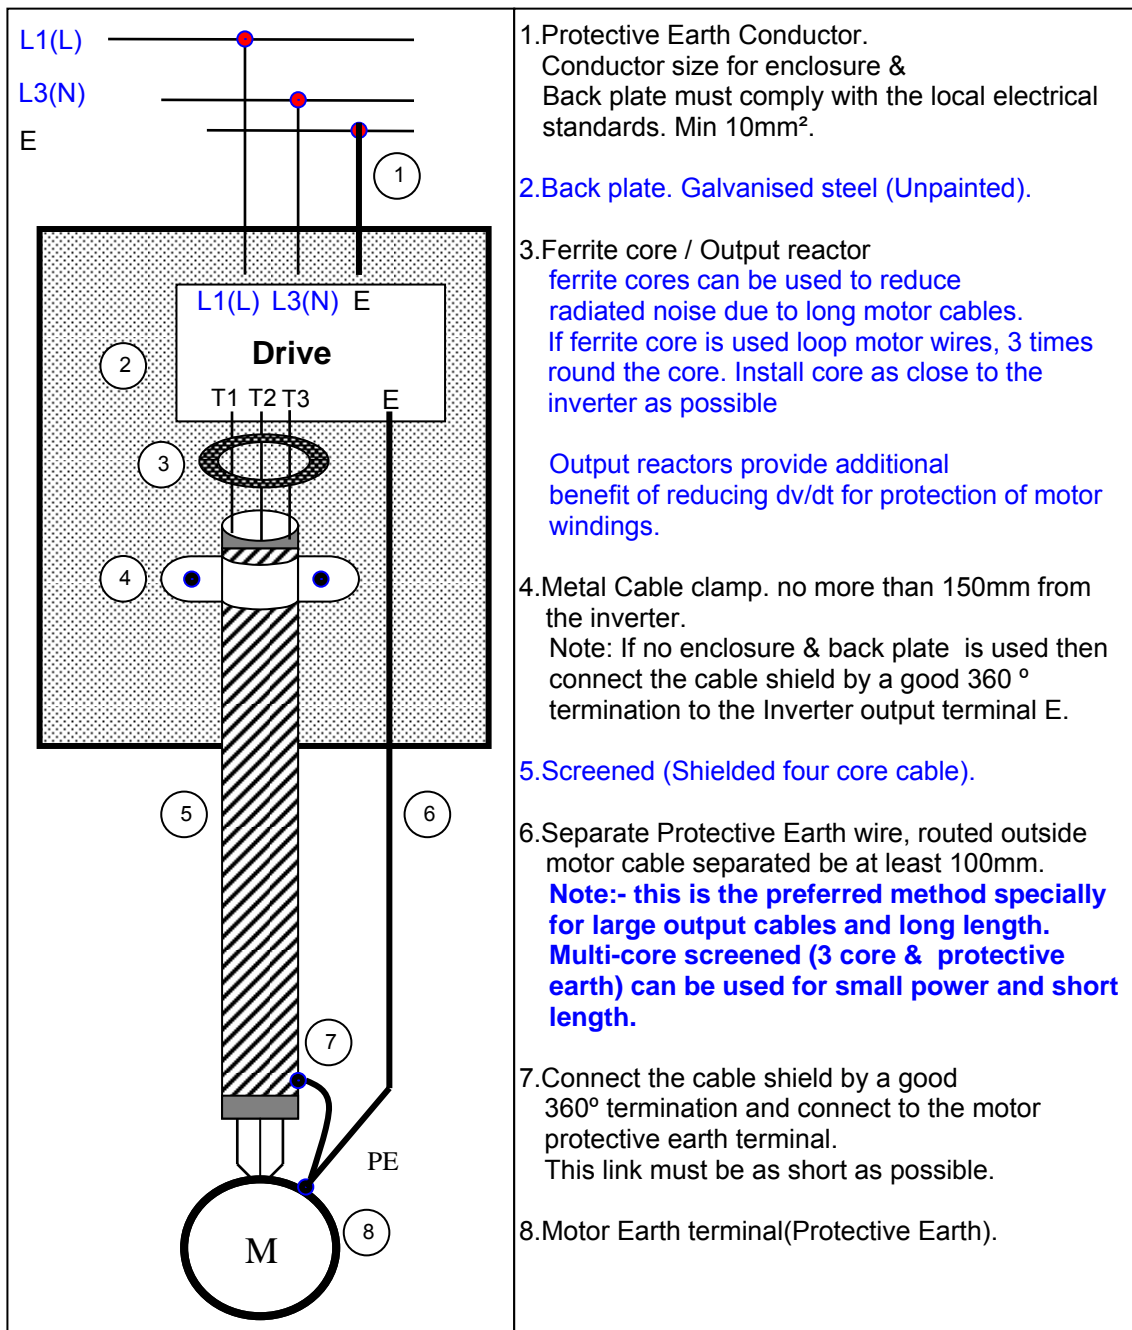 L1(L)
L3(N)
E
1
L1(L) L3(N) E
Drive
2
T1 T2 T3 E
3
4
5
6
7
PE
M
8
1.Protective Earth Conductor.
Conductor size for enclosure &
Back plate must comply with the local electrical
standards. Min 10mm².
2.Back plate. Galvanised steel (Unpainted).
3.Ferrite core / Output reactor
ferrite cores can be used to reduce
radiated noise due to long motor cables.
If ferrite core is used loop motor wires, 3 times
round the core. Install core as close to the
inverter as possible
Output reactors provide additional
benefit of reducing dv/dt for protection of motor
windings.
4.Metal Cable clamp. no more than 150mm from
the inverter.
Note: If no enclosure & back plate is used then
connect the cable shield by a good 360 º
termination to the Inverter output terminal E.
5.Screened (Shielded four core cable).
6.Separate Protective Earth wire, routed outside
motor cable separated be at least 100mm.
Note:- this is the preferred method specially
for large output cables and long length.
Multi-core screened (3 core & protective
earth) can be used for small power and short
length.
7.Connect the cable shield by a good
360º termination and connect to the motor
protective earth terminal.
This link must be as short as possible.
8.Motor Earth terminal(Protective Earth).